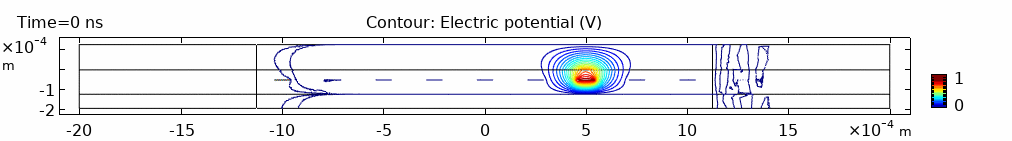 Time=0 ns
Contour: Electric potential (V)
×10⁻⁴
m
-1
-2
1
0
-20 -15 -10 -5 0 5 10 15 ×10⁻⁴ m